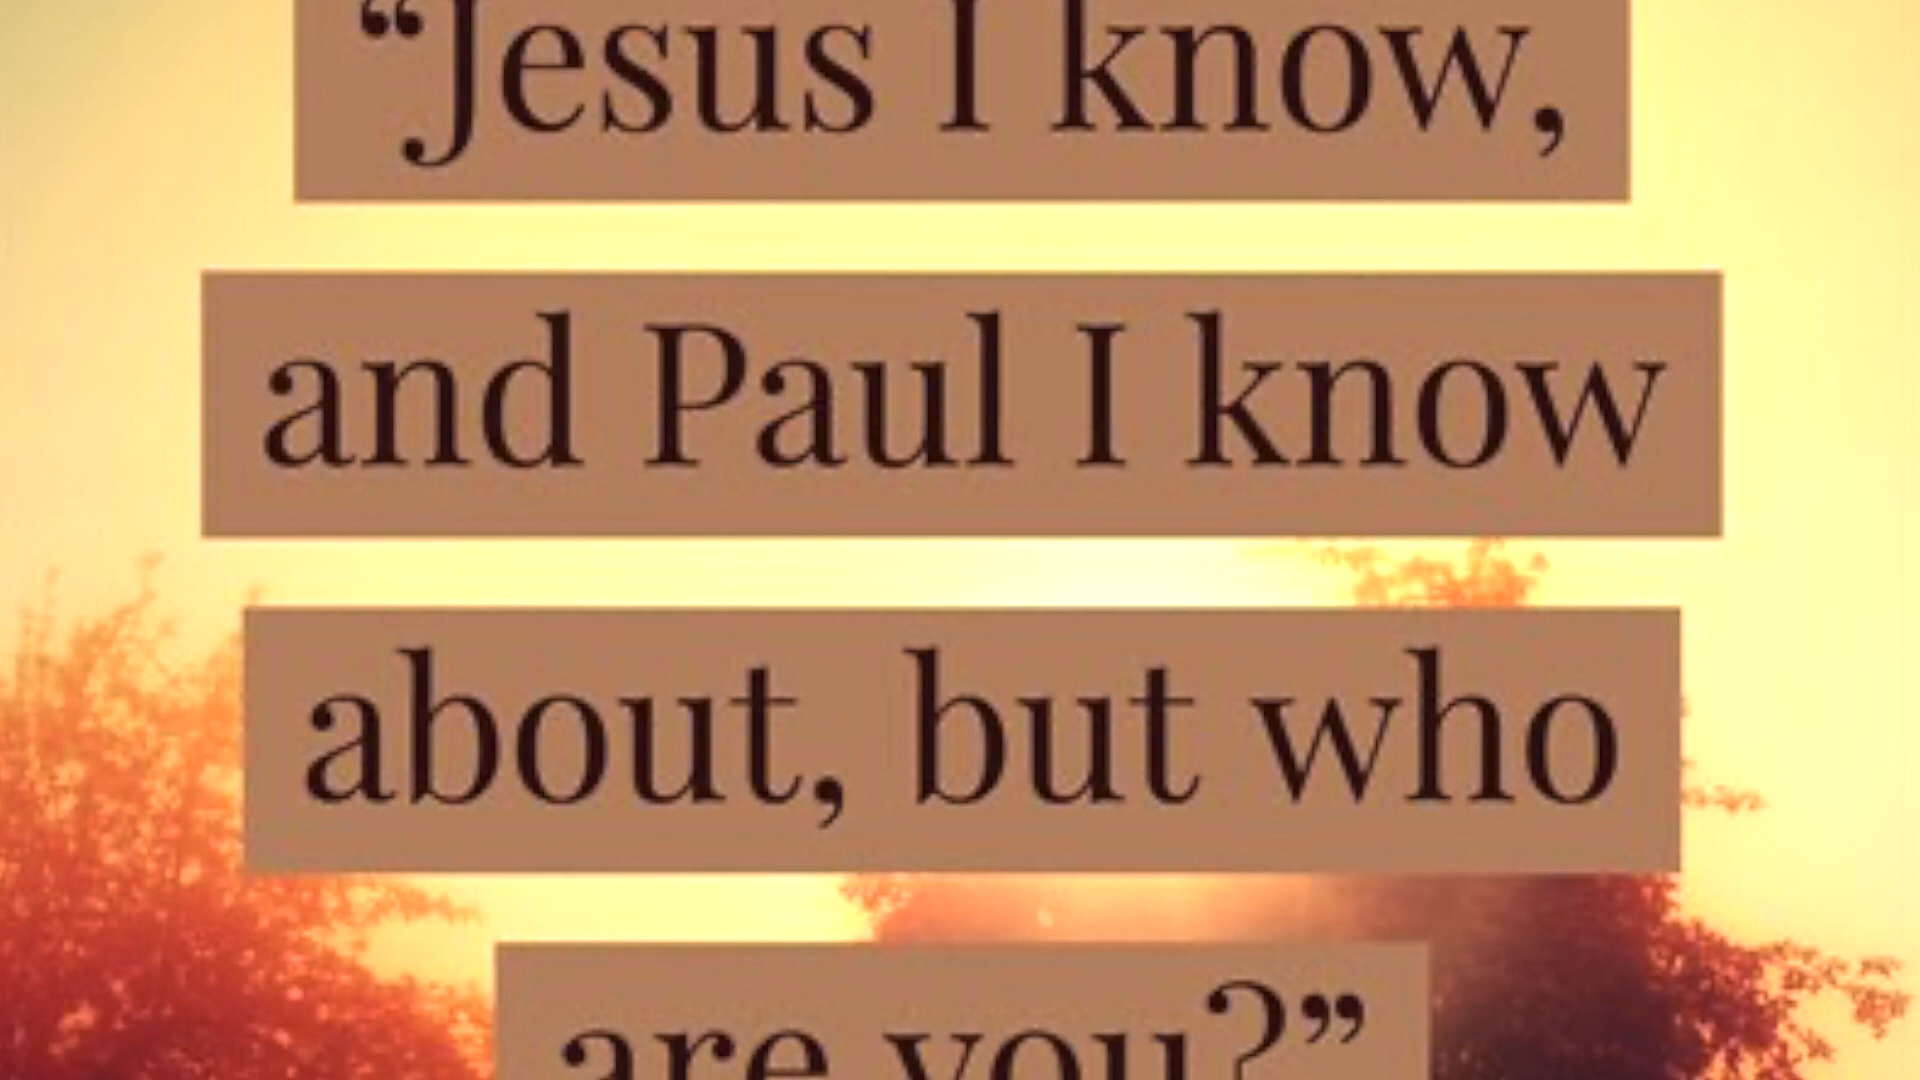 “Jesus I know,
and Paul I know
about, but who
are you?”